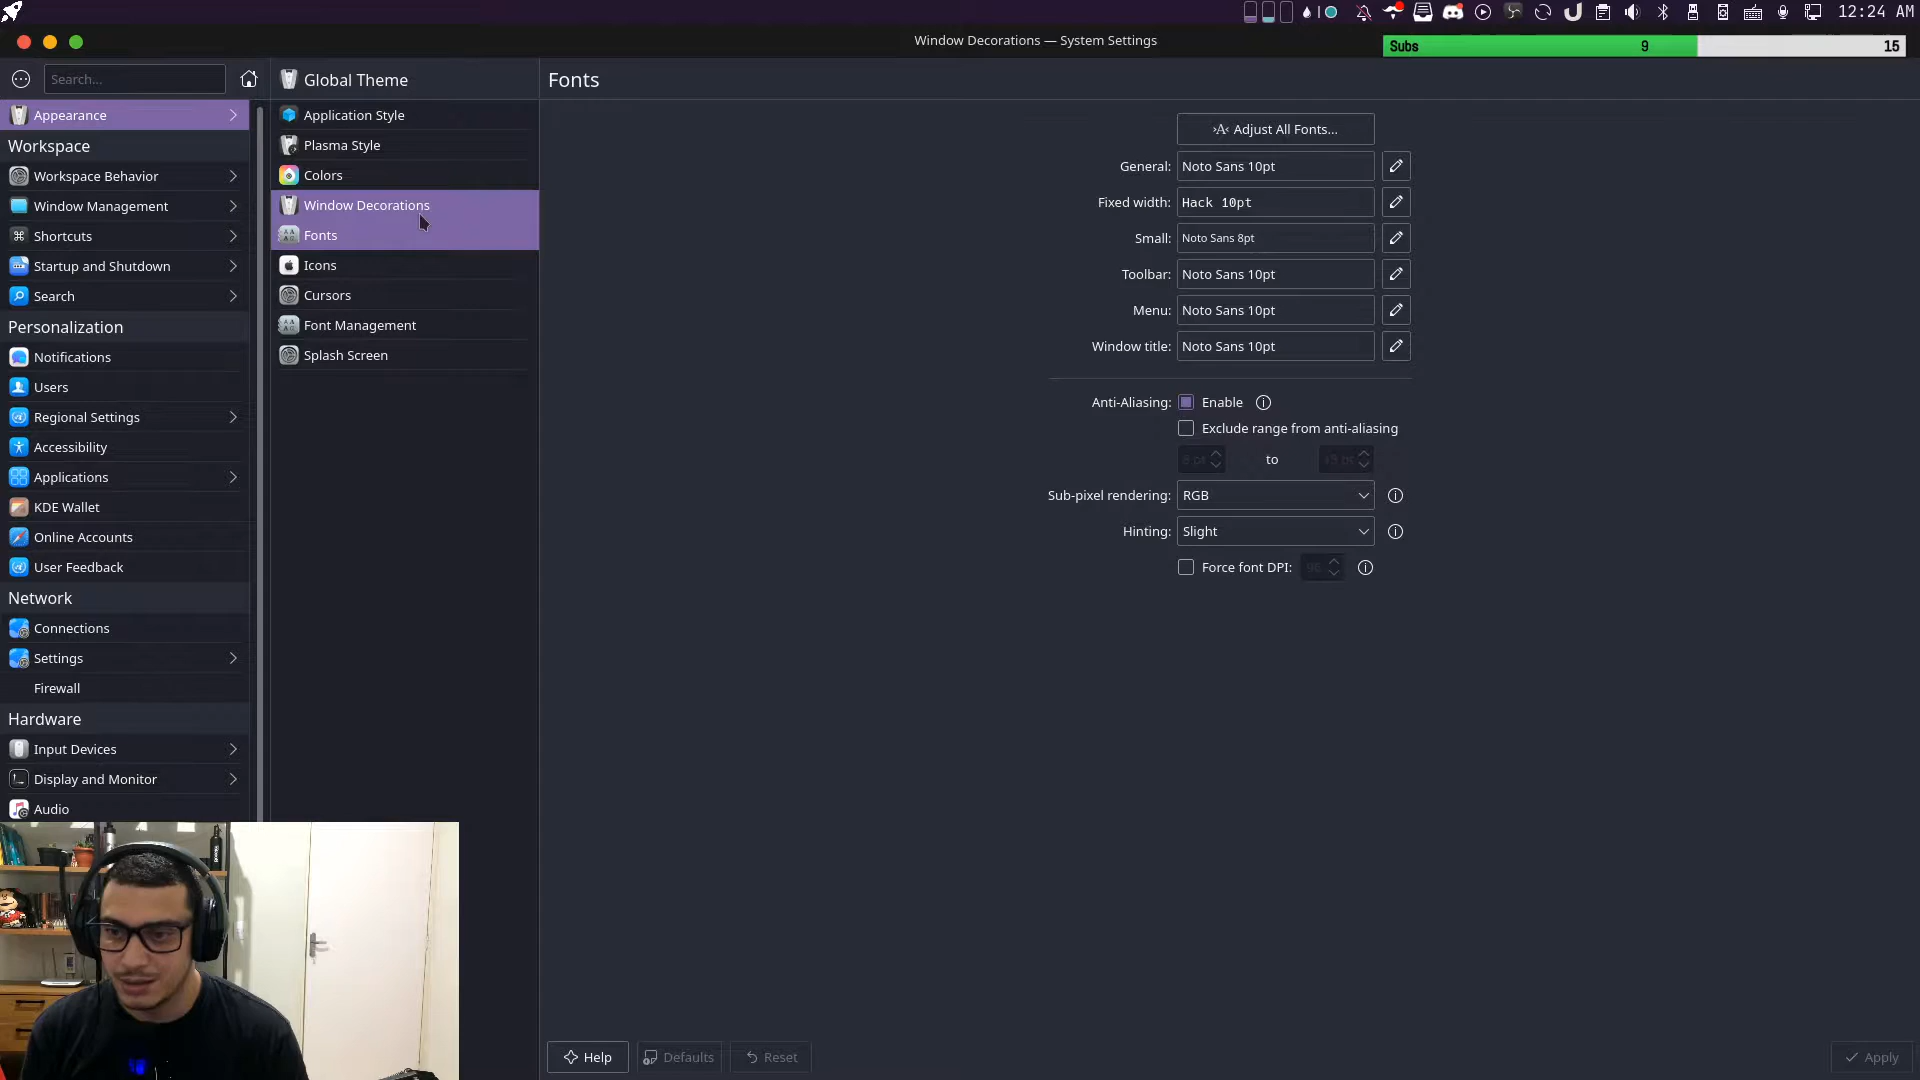 12:24 AM
Window Decorations — System Settings
Subs 9 15
Search...
Appearance
Workspace
Workspace Behavior
Window Management
Shortcuts
Startup and Shutdown
Search
Personalization
Notifications
Users
Regional Settings
Accessibility
Applications
KDE Wallet
Online Accounts
User Feedback
Network
Connections
Settings
Firewall
Hardware
Input Devices
Display and Monitor
Audio
Global Theme
Application Style
Plasma Style
Colors
Window Decorations
Fonts
Icons
Cursors
Font Management
Splash Screen
Fonts
Adjust All Fonts...
General: Noto Sans 10pt
Fixed width: Hack 10pt
Small: Noto Sans 8pt
Toolbar: Noto Sans 10pt
Menu: Noto Sans 10pt
Window title: Noto Sans 10pt
Anti-Aliasing: Enable
Exclude range from anti-aliasing
to
Sub-pixel rendering: RGB
Hinting: Slight
Force font DPI:
Help Defaults Reset Apply